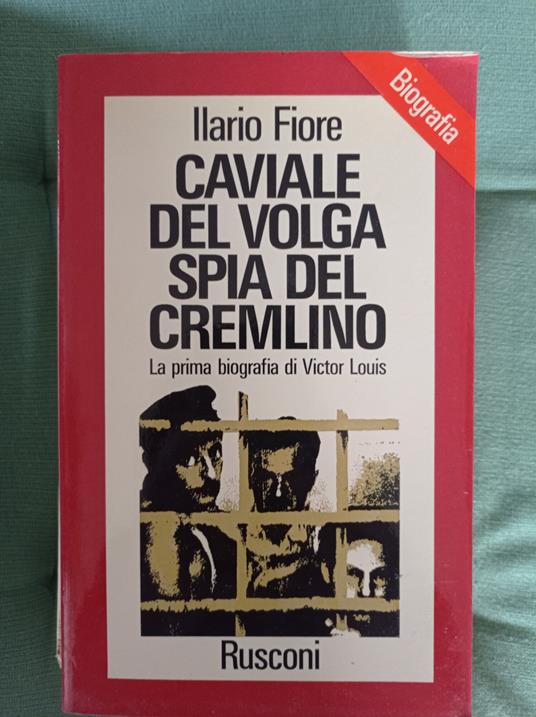 Biografia
Ilario Fiore
CAVIALE
DEL VOLGA
SPIA DEL
CREMLINO
La prima biografia di Victor Louis
Rusconi